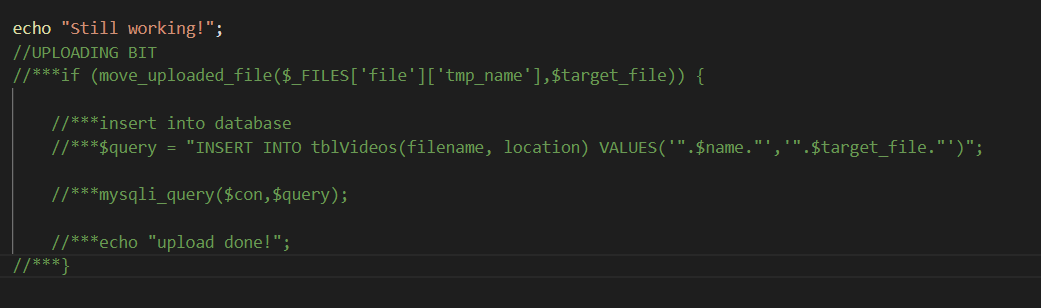 echo "Still working!";
//UPLOADING BIT
//***if (move_uploaded_file($_FILES['file']['tmp_name'],$target_file)) {
//***insert into database
//***$query = "INSERT INTO tblVideos(filename, location) VALUES('".$name."','".$target_file."')";
//***mysqli_query($con,$query);
//***echo "upload done!";
//***}